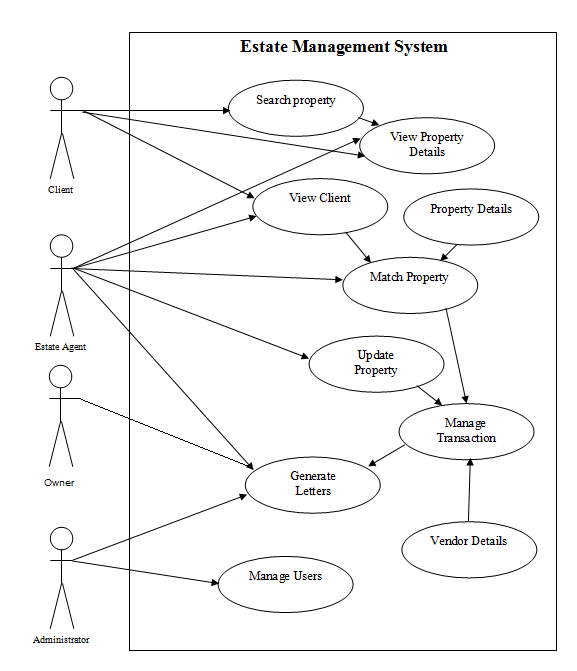 Estate Management System
Search property
View Property
Details
Client
View Client
Property Details
Match Property
Estate Agent
Update
Property
Manage
Transaction
Owner
Generate
Letters
Vendor Details
Manage Users
Administrator